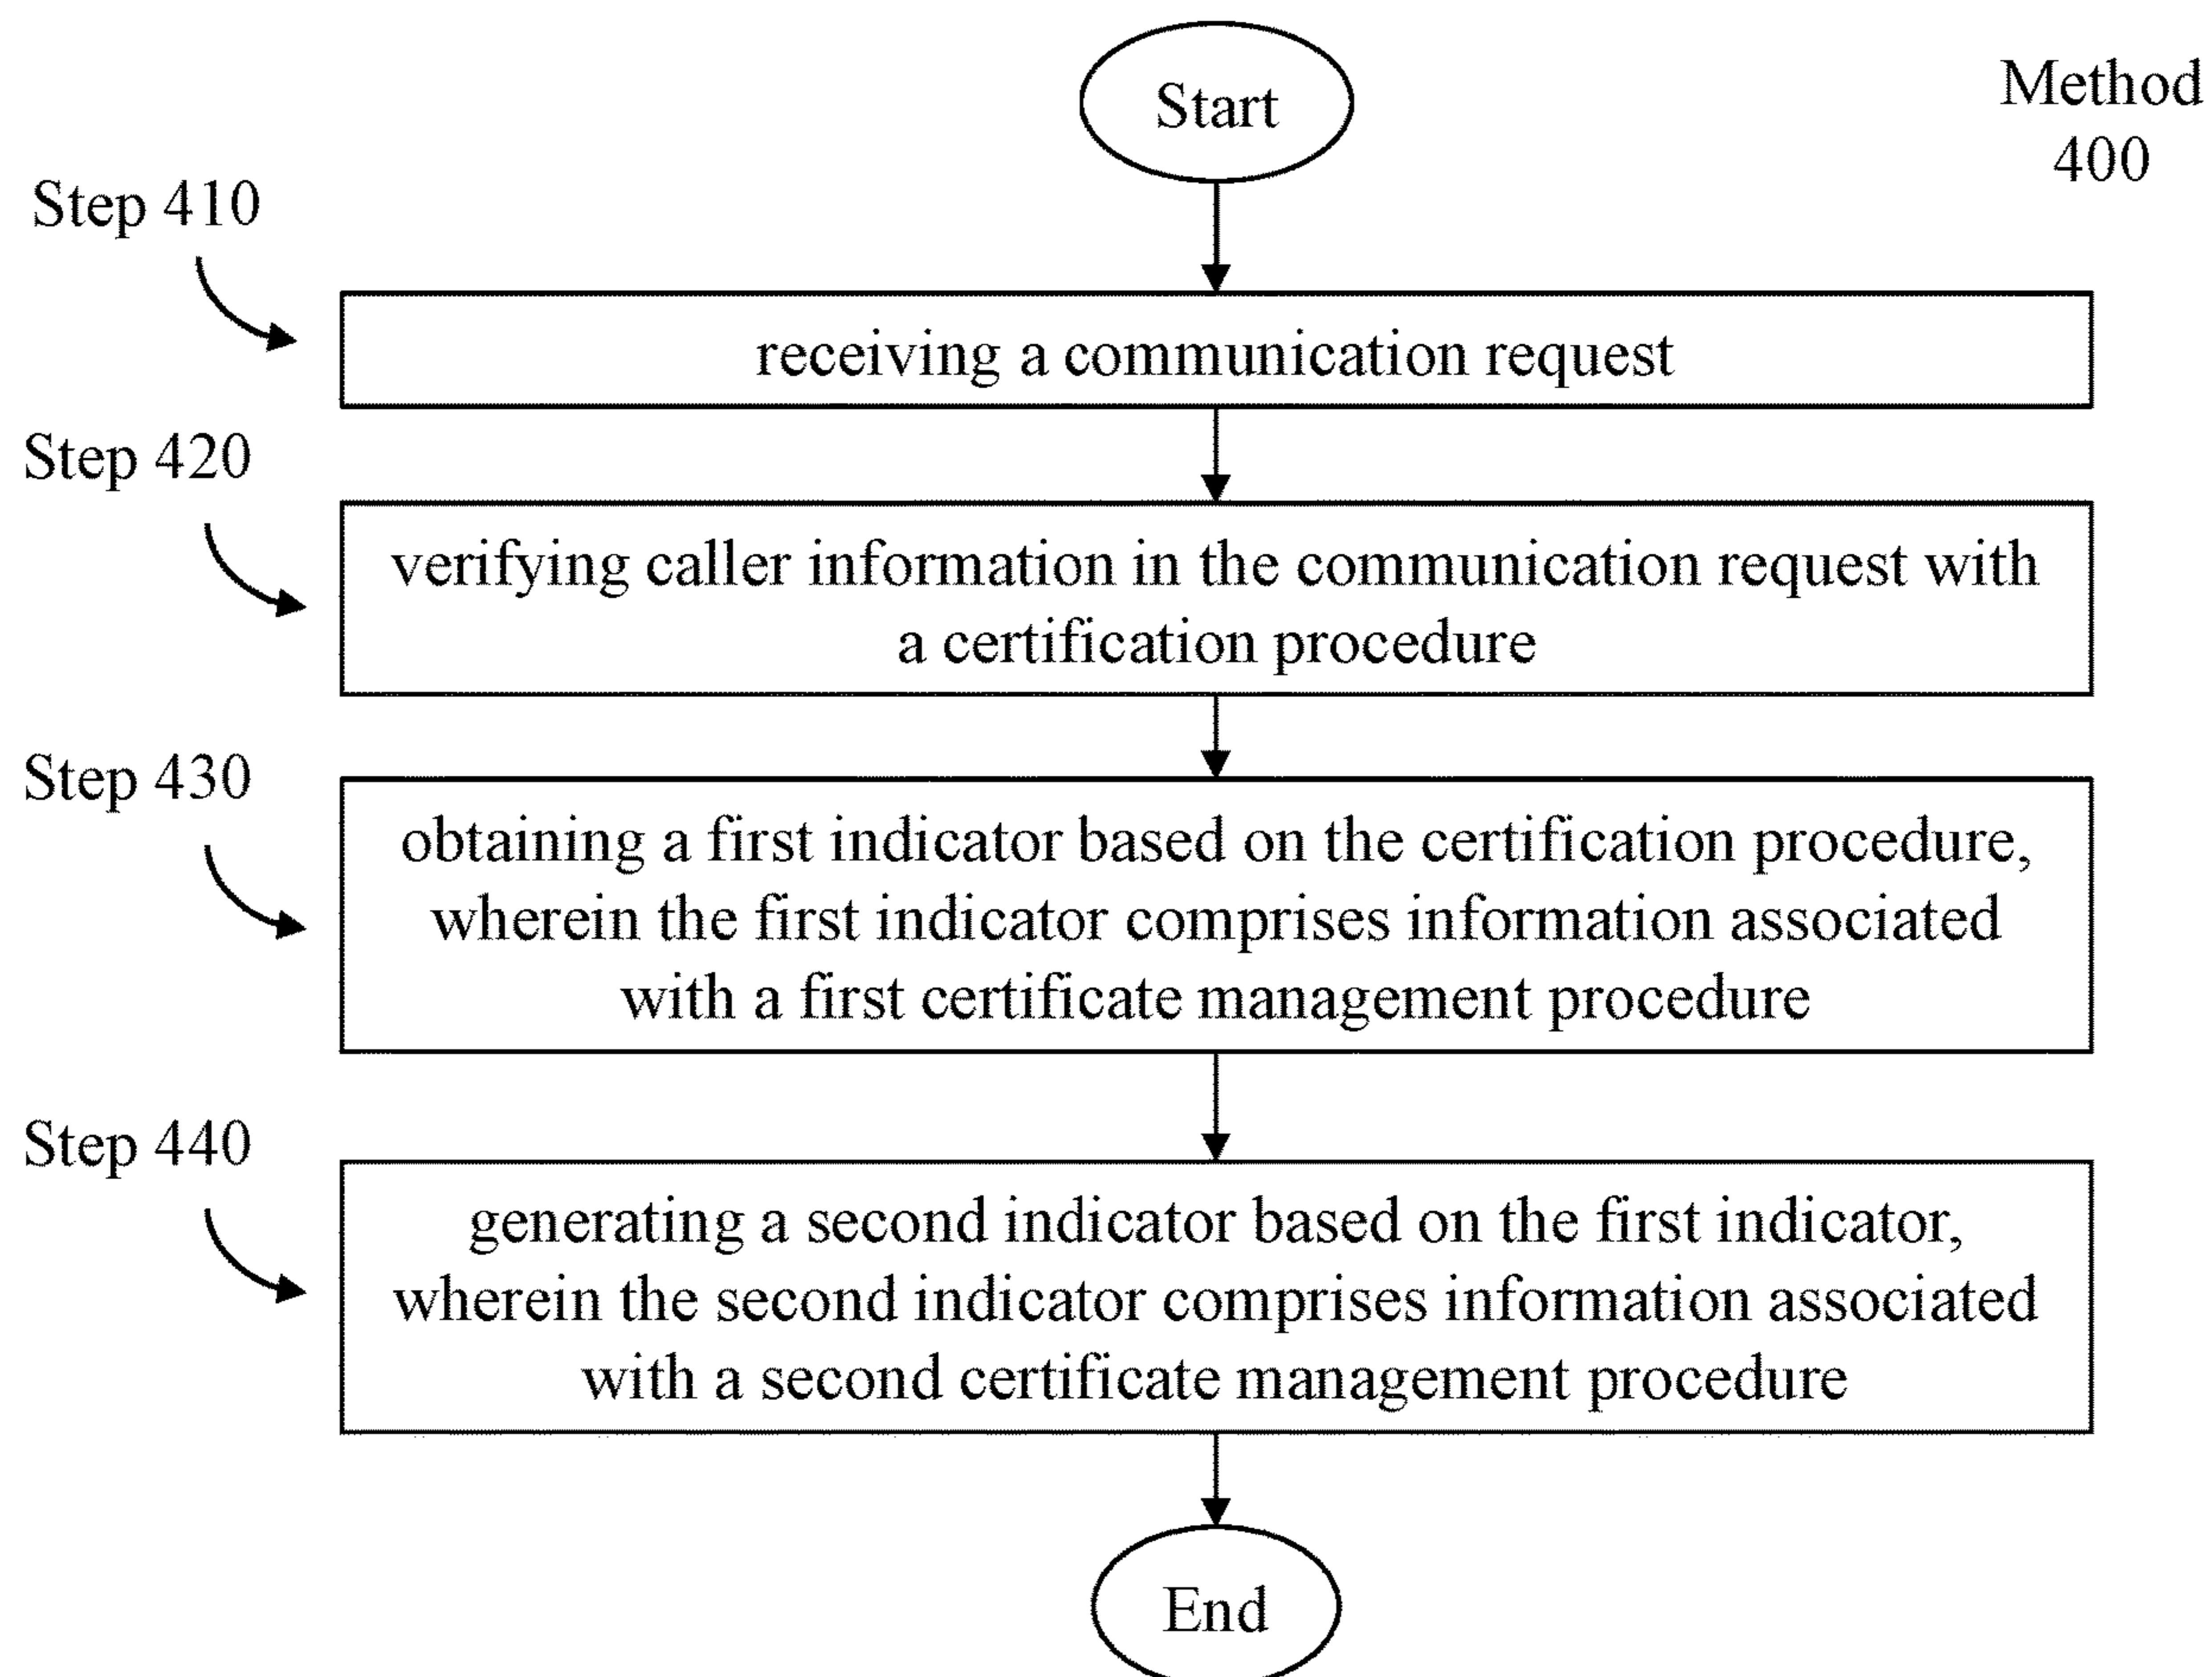 Start
Method
400
Step 410
receiving a communication request
Step 420
verifying caller information in the communication request with
a certification procedure
Step 430
obtaining a first indicator based on the certification procedure,
wherein the first indicator comprises information associated
with a first certificate management procedure
Step 440
generating a second indicator based on the first indicator,
wherein the second indicator comprises information associated
with a second certificate management procedure
End